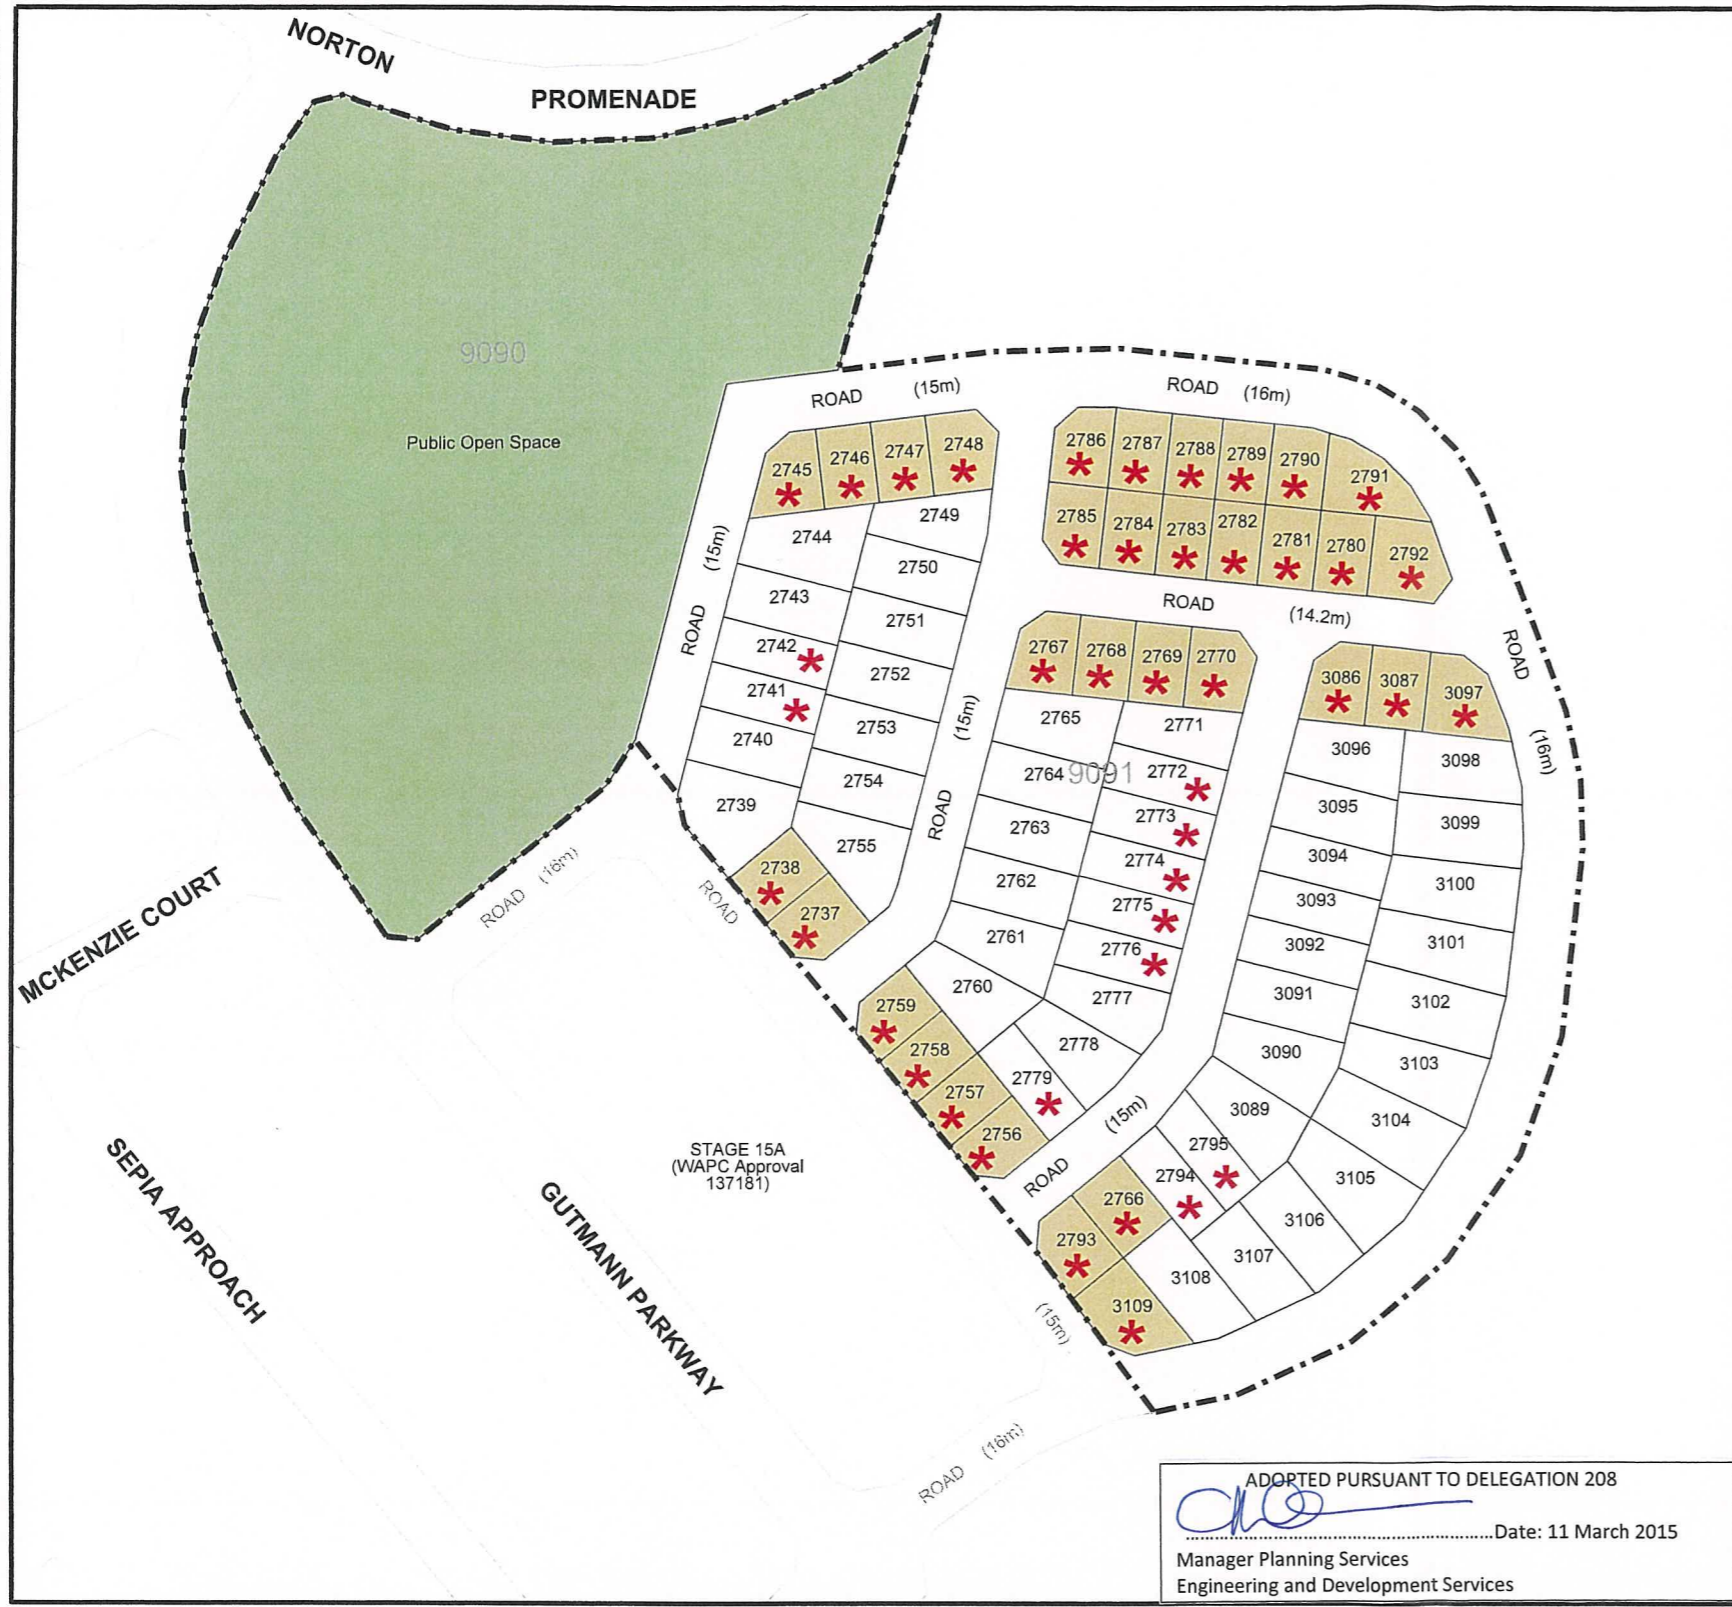 NORTON
PROMENADE
9090
Public Open Space
ROAD
(15m)
ROAD
(16m)
2745
2746
2747
2748
2786
2787
2788
2789
2790
2791
2785
2784
2783
2782
2781
2780
2792
2744
2749
2743
2750
2742
2751
2741
2752
2740
2753
2739
2754
2755
2738
2737
ROAD
(15m)
ROAD
(14.2m)
ROAD
(16m)
2767
2768
2769
2770
3086
3087
3097
2765
2771
2764
9091
2772
2763
2773
2774
2762
2775
2761
2776
2760
2777
2778
2779
2759
2758
2757
2756
ROAD
(15m)
3096
3098
3095
3099
3094
3100
3093
3101
3092
3091
3102
3090
3103
3089
3104
2795
2794
3105
2766
3106
2793
3107
3108
3109
ROAD
(15m)
ROAD
(16m)
ROAD
(15m)
ROAD
(16m)
MCKENZIE COURT
SEPIA APPROACH
GUTMANN PARKWAY
STAGE 15A
(WAPC Approval
137181)
ADOPTED PURSUANT TO DELEGATION 208
Date: 11 March 2015
Manager Planning Services
Engineering and Development Services